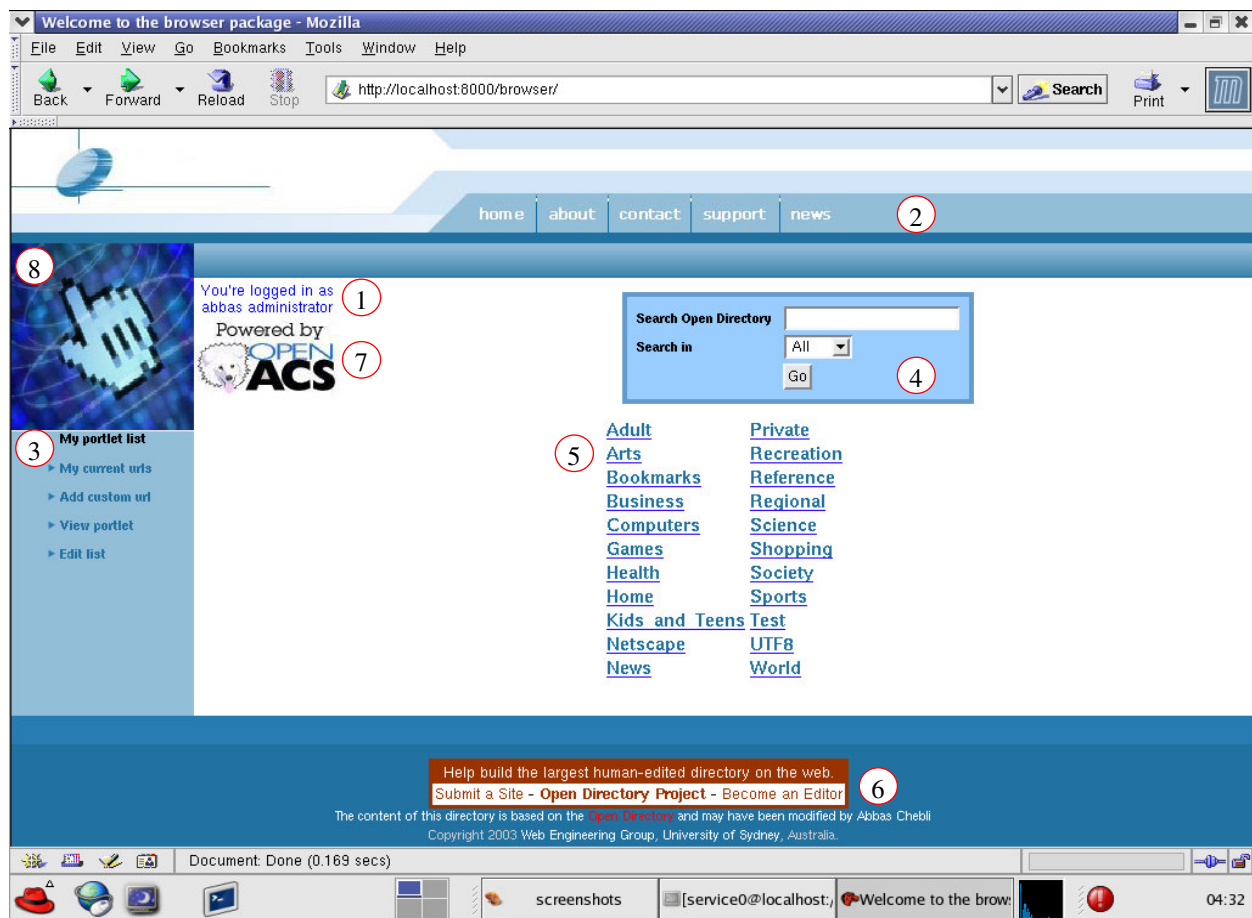 Welcome to the browser package - Mozilla
File Edit View Go Bookmarks Tools Window Help
Back Forward Reload Stop http://localhost:8000/browser/ Search Print
home about contact support news 2
8
You're logged in as
abbas administrator 1
Powered by
OPEN
ACS 7
Search Open Directory
Search in All
Go 4
3 My portlet list
My current urls
Add custom url
View portlet
Edit list
5
Adult Private
Arts Recreation
Bookmarks Reference
Business Regional
Computers Science
Games Shopping
Health Society
Home Sports
Kids and Teens Test
Netscape UTF8
News World
Help build the largest human-edited directory on the web.
Submit a Site - Open Directory Project - Become an Editor 6
The content of this directory is based on the Open Directory and may have been modified by Abbas Chebli
Copyright 2003 Web Engineering Group, University of Sydney, Australia.
Document: Done (0.169 secs)
screenshots [service0@localhost:/ Welcome to the brow 04:32